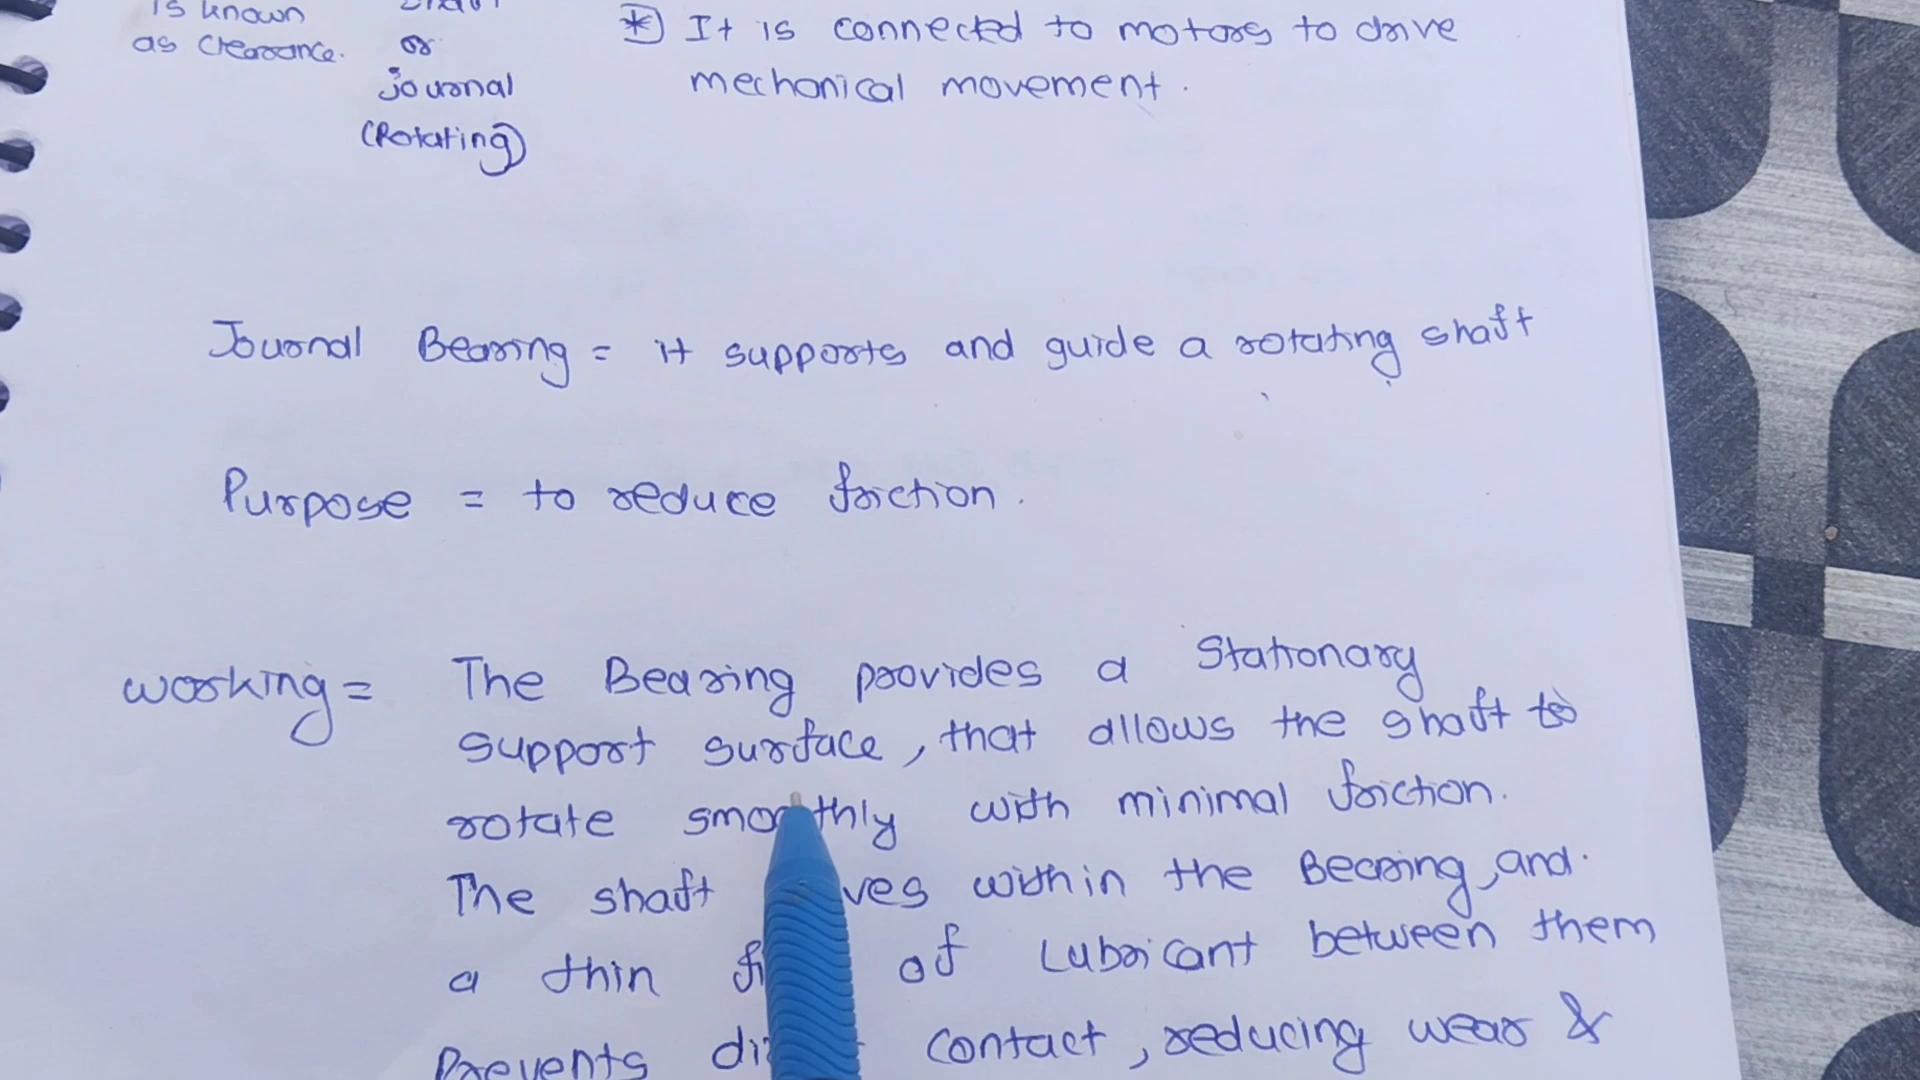 is known
as clearance.
or
journal
(Rotating)
* It is connected to motors to drive
mechanical movement.
Journal Bearing = it supports and guide a rotating shaft
Purpose = to reduce friction.
working = The Bearing provides a Stationary
support surface, that allows the shaft to
rotate smoothly with minimal friction.
The shaft within the Bearing, and
a thin of Lubricant between them
Prevents contact, reducing wear &